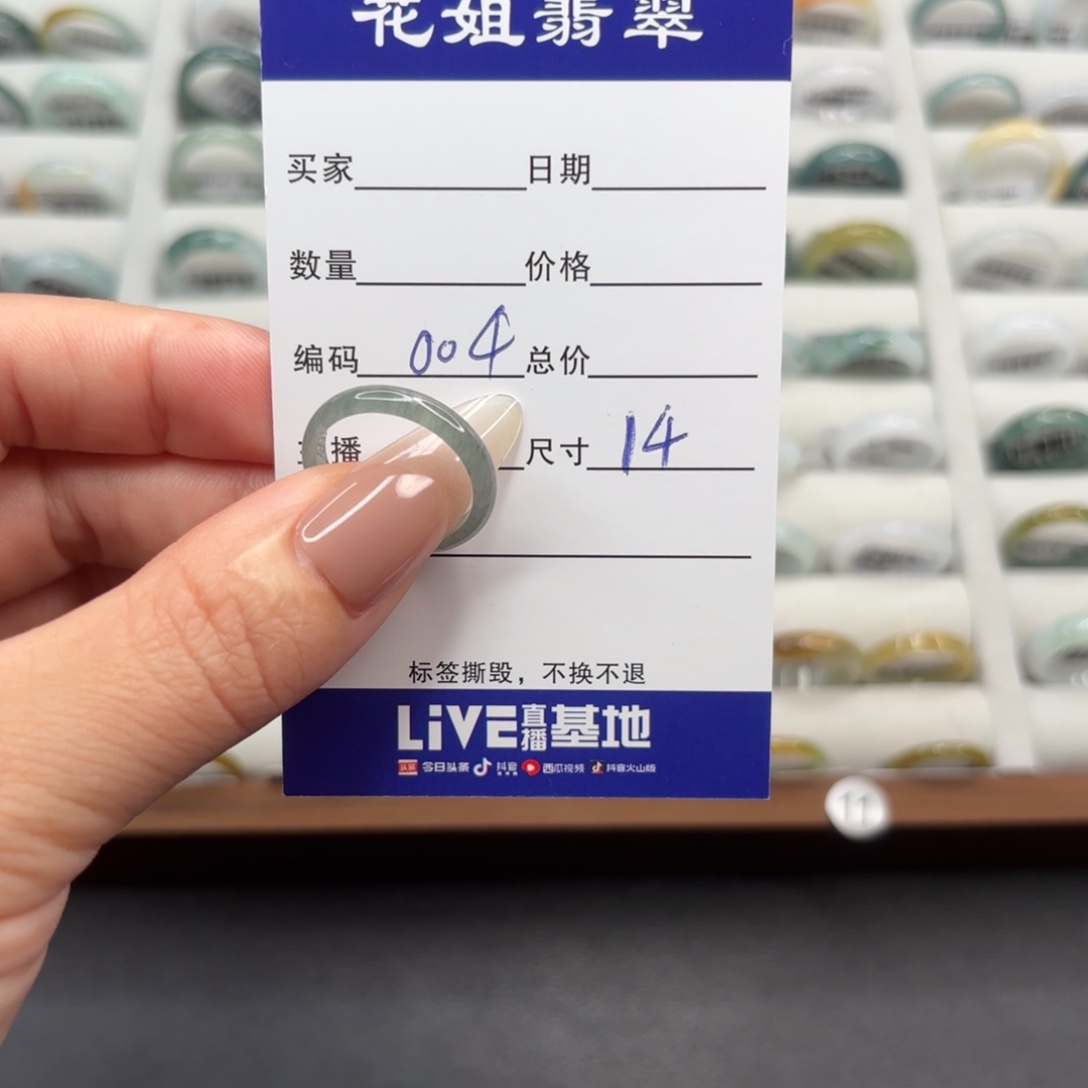 花姐翡翠
买家 日期
数量 价格
编码 004 总价
播 尺寸 14
标签撕毁，不换不退
LiVE直播基地
头条 今日头条 抖音 西瓜视频 抖音火山版
11